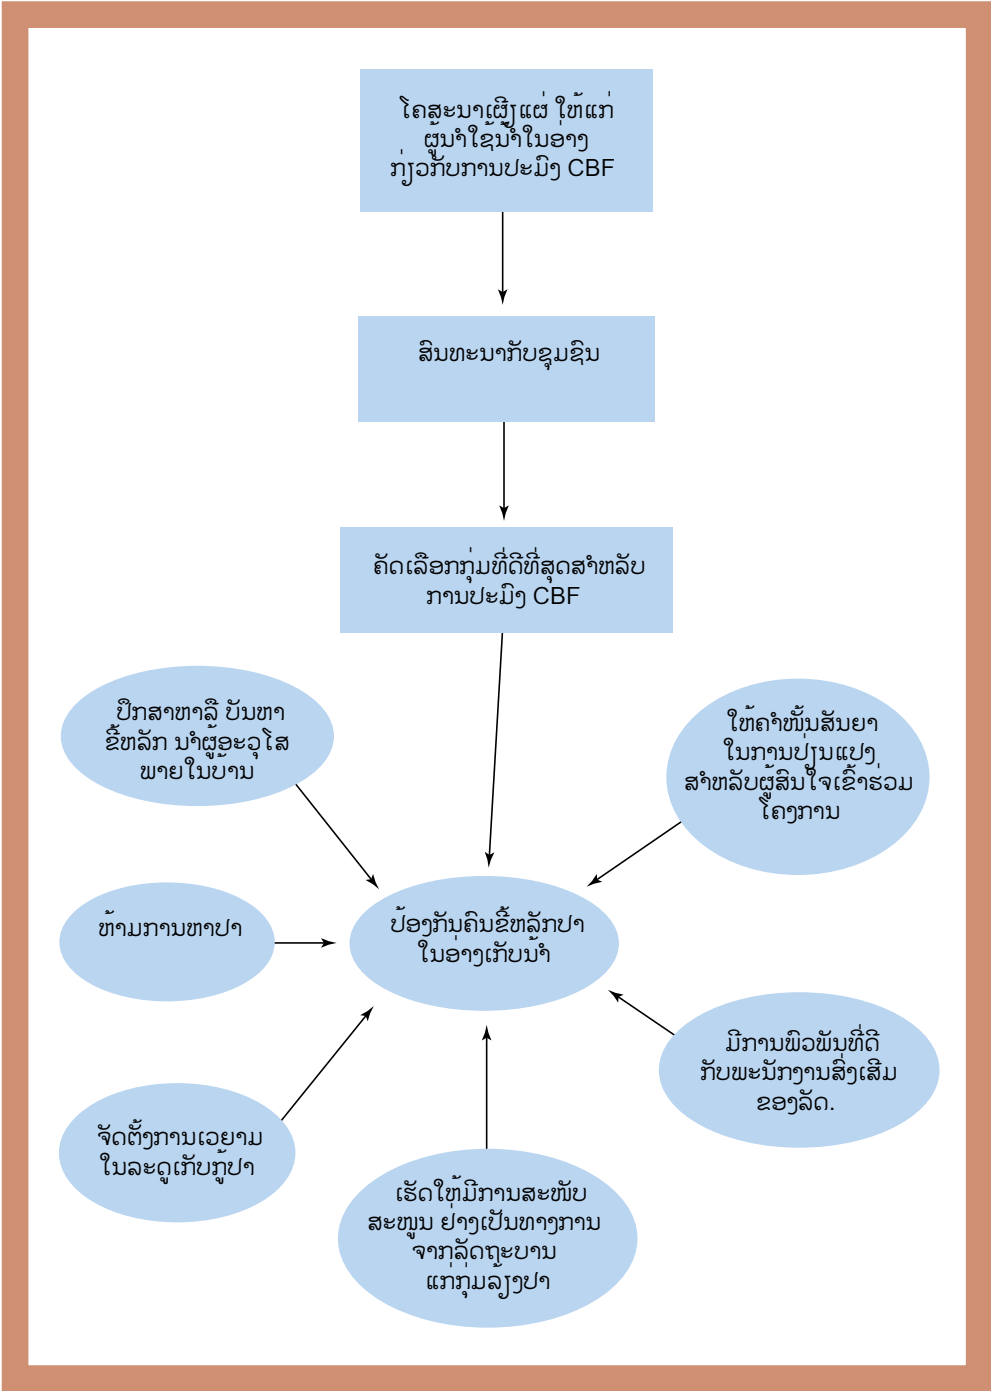 ໂຄສະນາເຜີຽແຜ່ ໃຫ້ແກ່
ຜູ້ນຳໃຊ້ນ້ຳໃນອ່າງ
ກ່ຽວກັບການປະມົງ CBF
ສົນທະນາກັບຊຸມຊົນ
ຄັດເລືອກກຸ່ມທີ່ດີທີ່ສຸດສຳຫລັບ
ການປະມົງ CBF
ປຶກສາຫາລື ບັນຫາ
ຂີ້ຫລັກ ນຳຜູ້ອະວຸໂສ
ພາຍໃນບ້ານ
ໃຫ້ຄຳໝັ້ນສັນຍາ
ໃນການປ່ຽນແປງ
ສຳຫລັບຜູ້ສົນໃຈເຂົ້າຮ່ວມ
ໂຄງການ
ຫ້າມການຫາປາ
ປ້ອງກັນຄົນຂີ້ຫລັກປາ
ໃນອ່າງເກັບນ້ຳ
ມີການພົວພັນທີ່ດີ
ກັບພະນັກງານສົ່ງເສີມ
ຂອງລັດ.
ຈັດຕັ້ງການເວຍາມ
ໃນລະດູເກັບກູ້ປາ
ເຮັດໃຫ້ມີການສະໜັບ
ສະໜູນ ຢ່າງເປັນທາງການ
ຈາກລັດຖະບານ
ແກ່ກຸ່ມລ້ຽງປາ